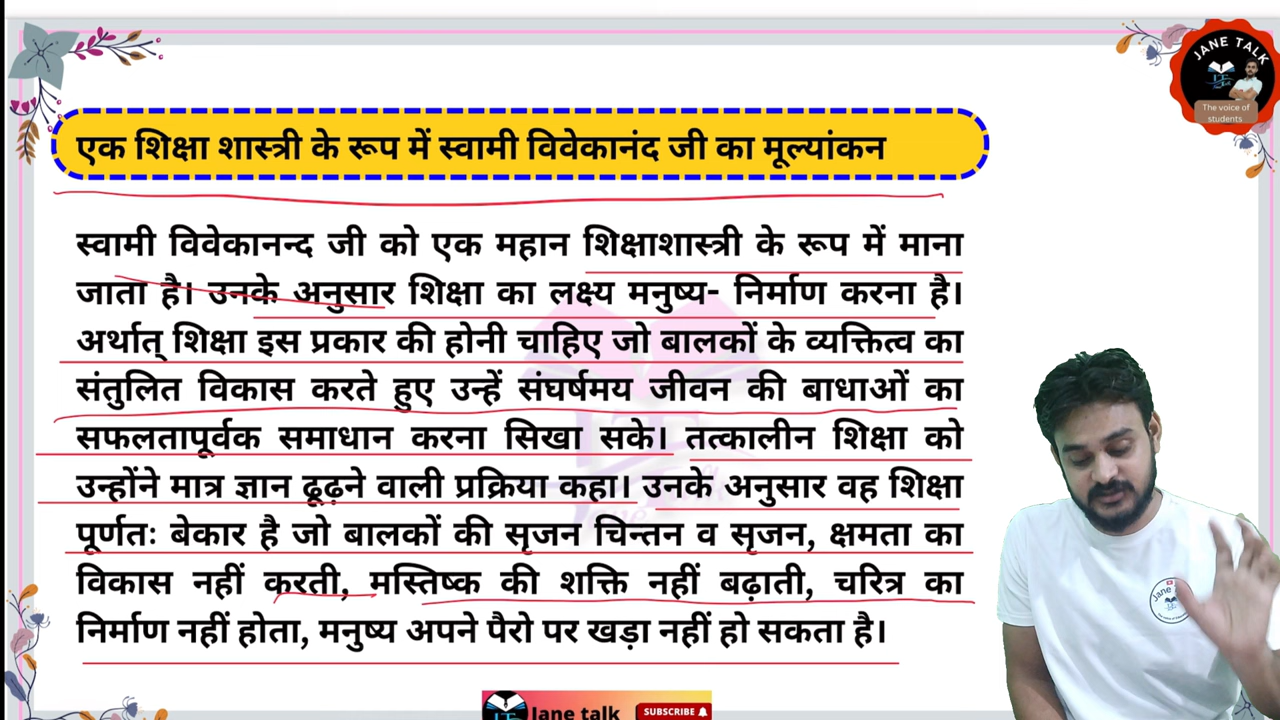 JANE TALK
The voice of
students
एक शिक्षा शास्त्री के रूप में स्वामी विवेकानंद जी का मूल्यांकन
स्वामी विवेकानन्द जी को एक महान शिक्षाशास्त्री के रूप में माना
जाता है। उनके अनुसार शिक्षा का लक्ष्य मनुष्य- निर्माण करना है।
अर्थात् शिक्षा इस प्रकार की होनी चाहिए जो बालकों के व्यक्तित्व का
संतुलित विकास करते हुए उन्हें संघर्षमय जीवन की बाधाओं का
सफलतापूर्वक समाधान करना सिखा सके। तत्कालीन शिक्षा को
उन्होंने मात्र ज्ञान ढूढ़ने वाली प्रक्रिया कहा। उनके अनुसार वह शिक्षा
पूर्णतः बेकार है जो बालकों की सृजन चिन्तन व सृजन, क्षमता का
विकास नहीं करती, मस्तिष्क की शक्ति नहीं बढ़ाती, चरित्र का
निर्माण नहीं होता, मनुष्य अपने पैरो पर खड़ा नहीं हो सकता है।
Jane talk
SUBSCRIBE